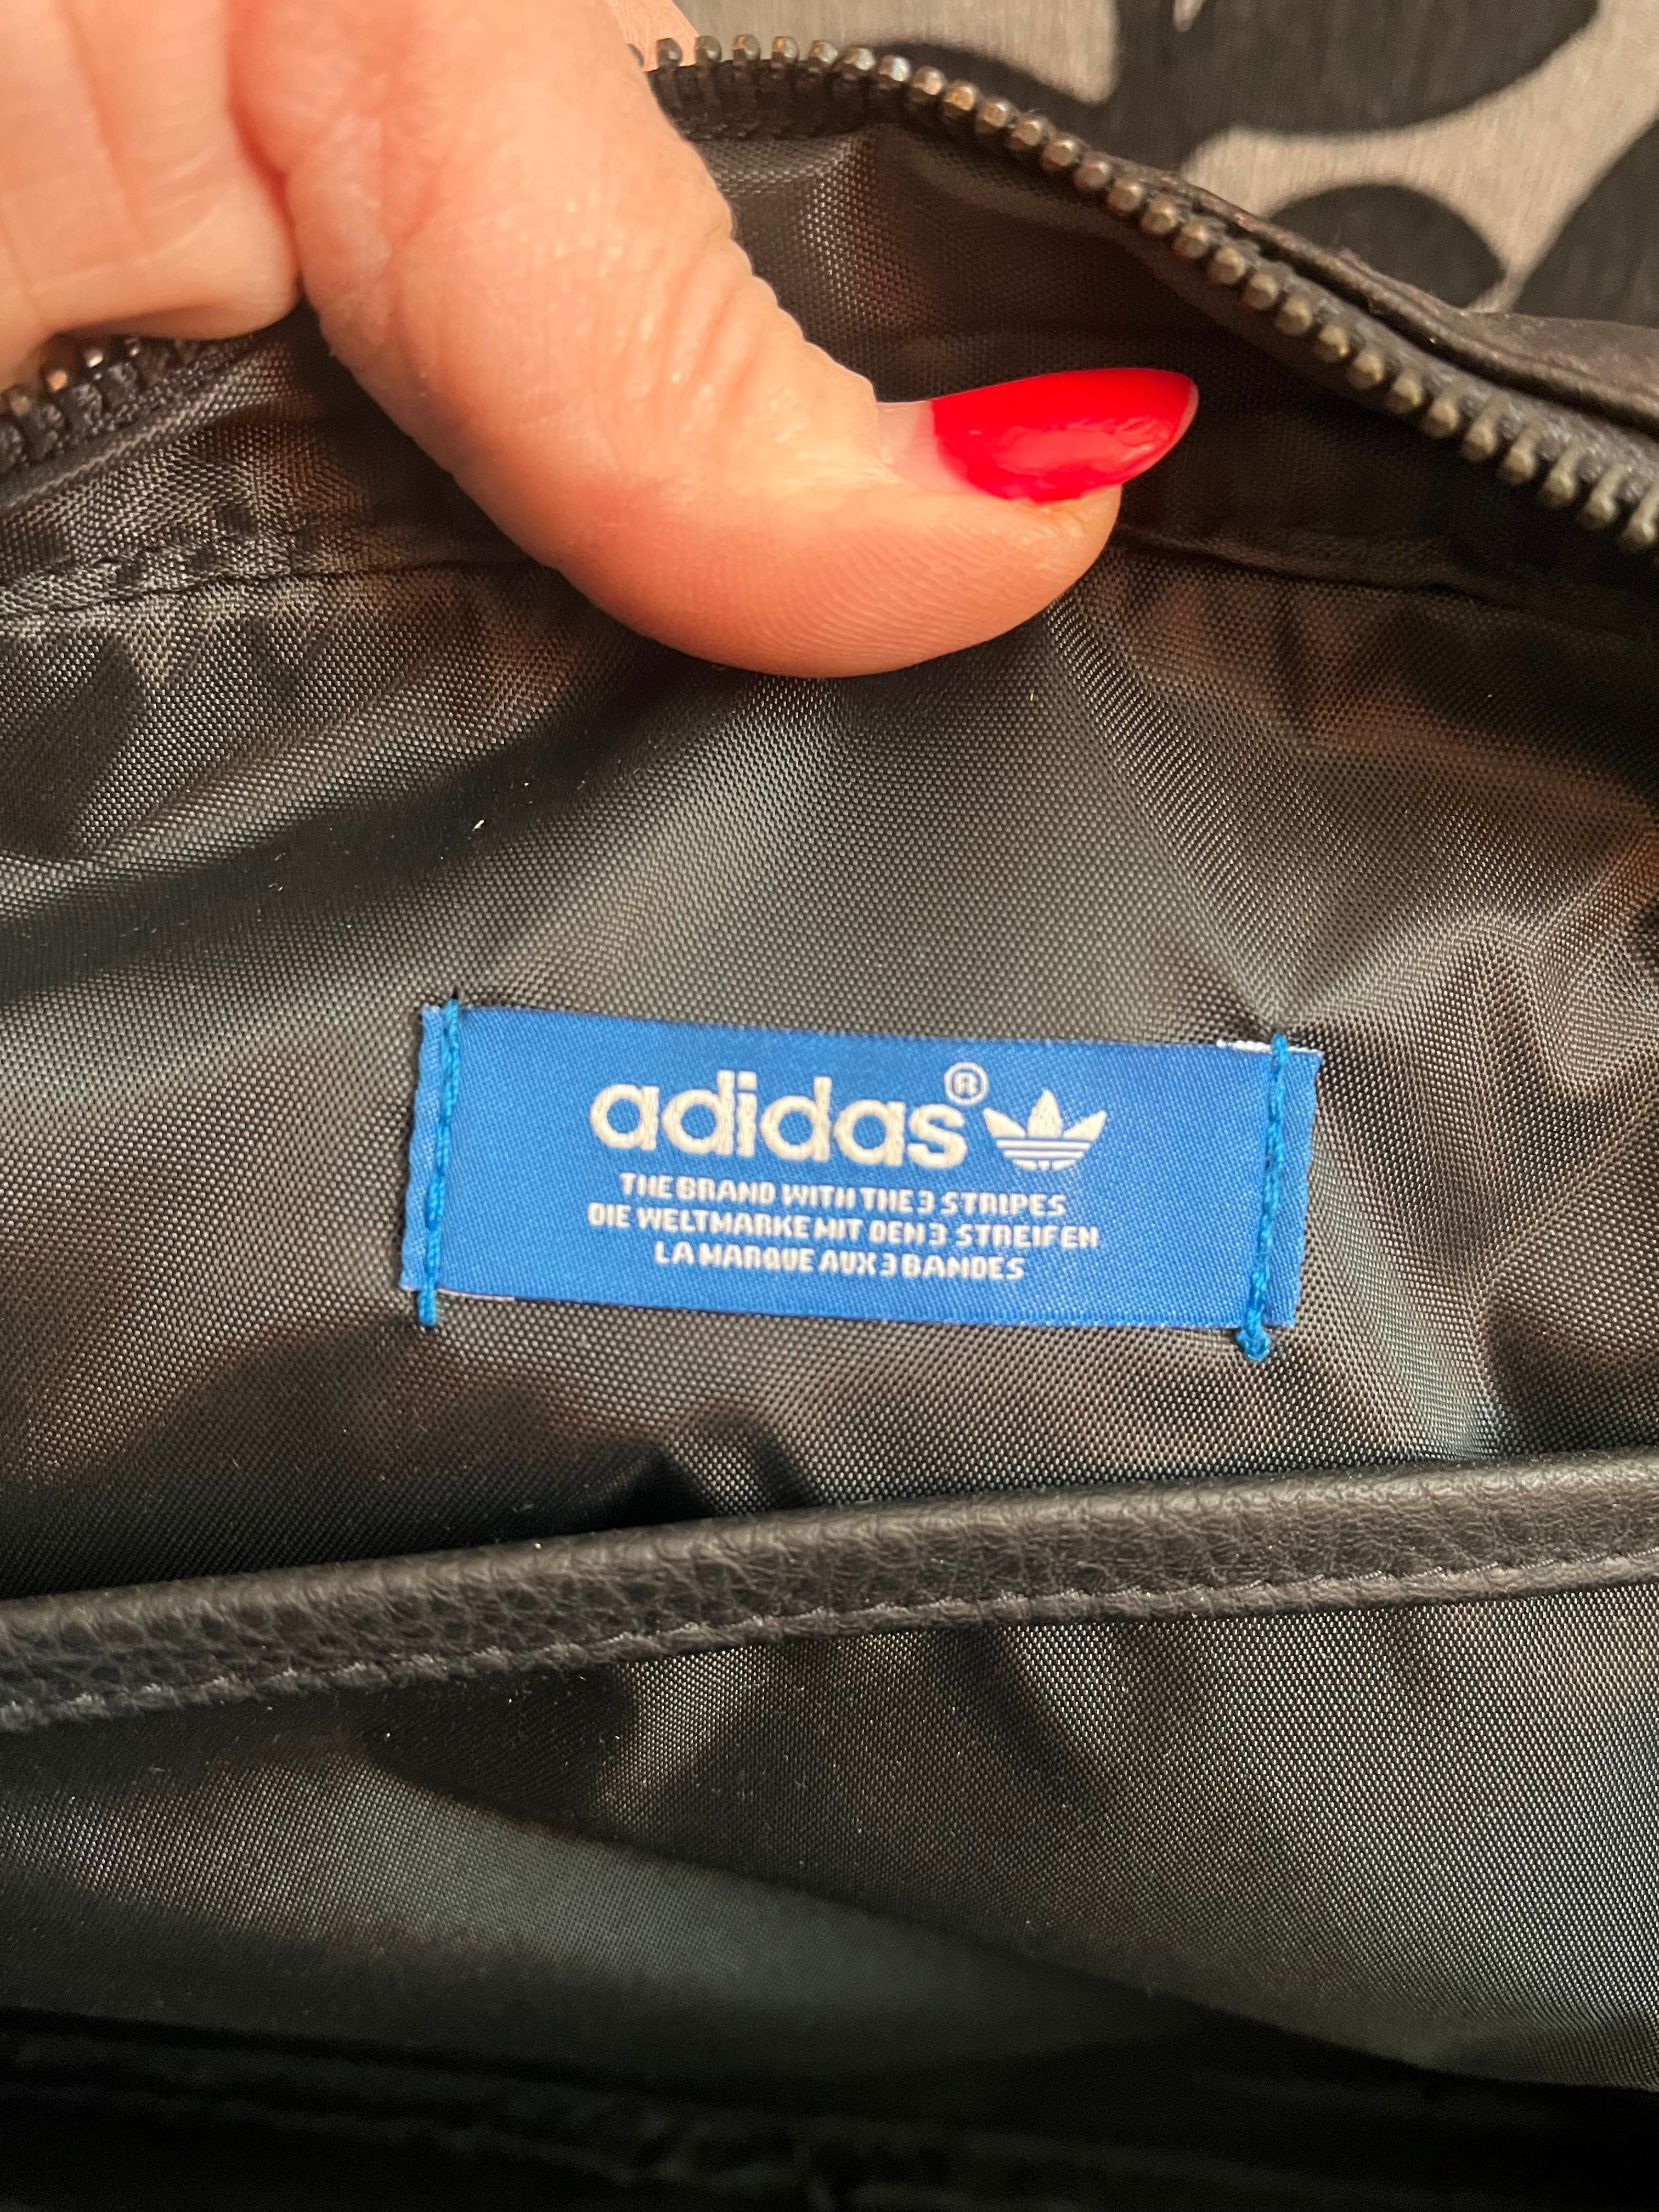 adidas®
THE BRAND WITH THE 3 STRIPES
DIE WELTMARKE MIT DEN 3 STREIFEN
LA MARQUE AUX 3 BANDES